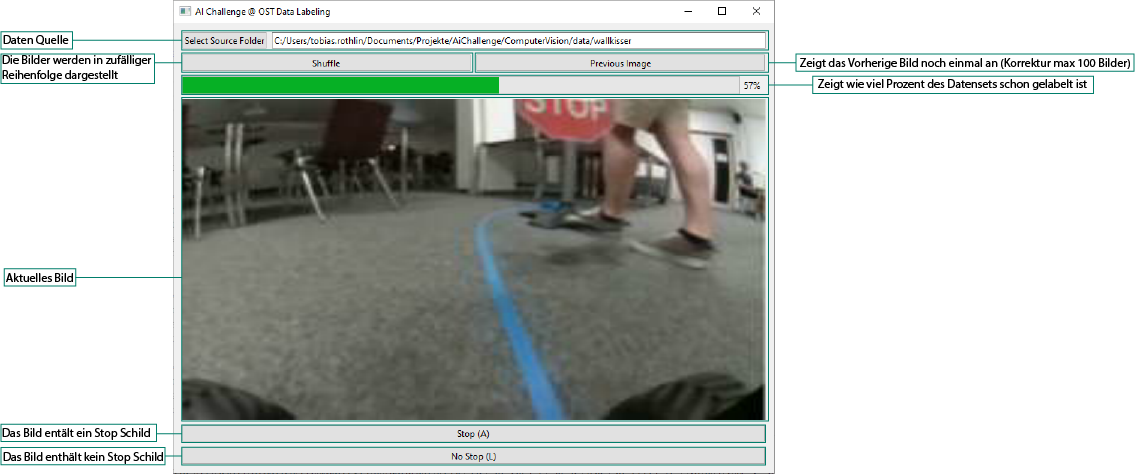 AI Challenge @ OST Data Labeling
Daten Quelle
Select Source Folder
C:/Users/tobias.rothlin/Documents/Projekte/AiChallenge/ComputerVision/data/wallkisser
Die Bilder werden in zufälliger
Reihenfolge dargestellt
Shuffle
Previous Image
Zeigt das Vorherige Bild noch einmal an (Korrektur max 100 Bilder)
57%
Zeigt wie viel Prozent des Datensets schon gelabelt ist
STOP
Aktuelles Bild
Das Bild entält ein Stop Schild
Stop (A)
Das Bild enthält kein Stop Schild
No Stop (L)